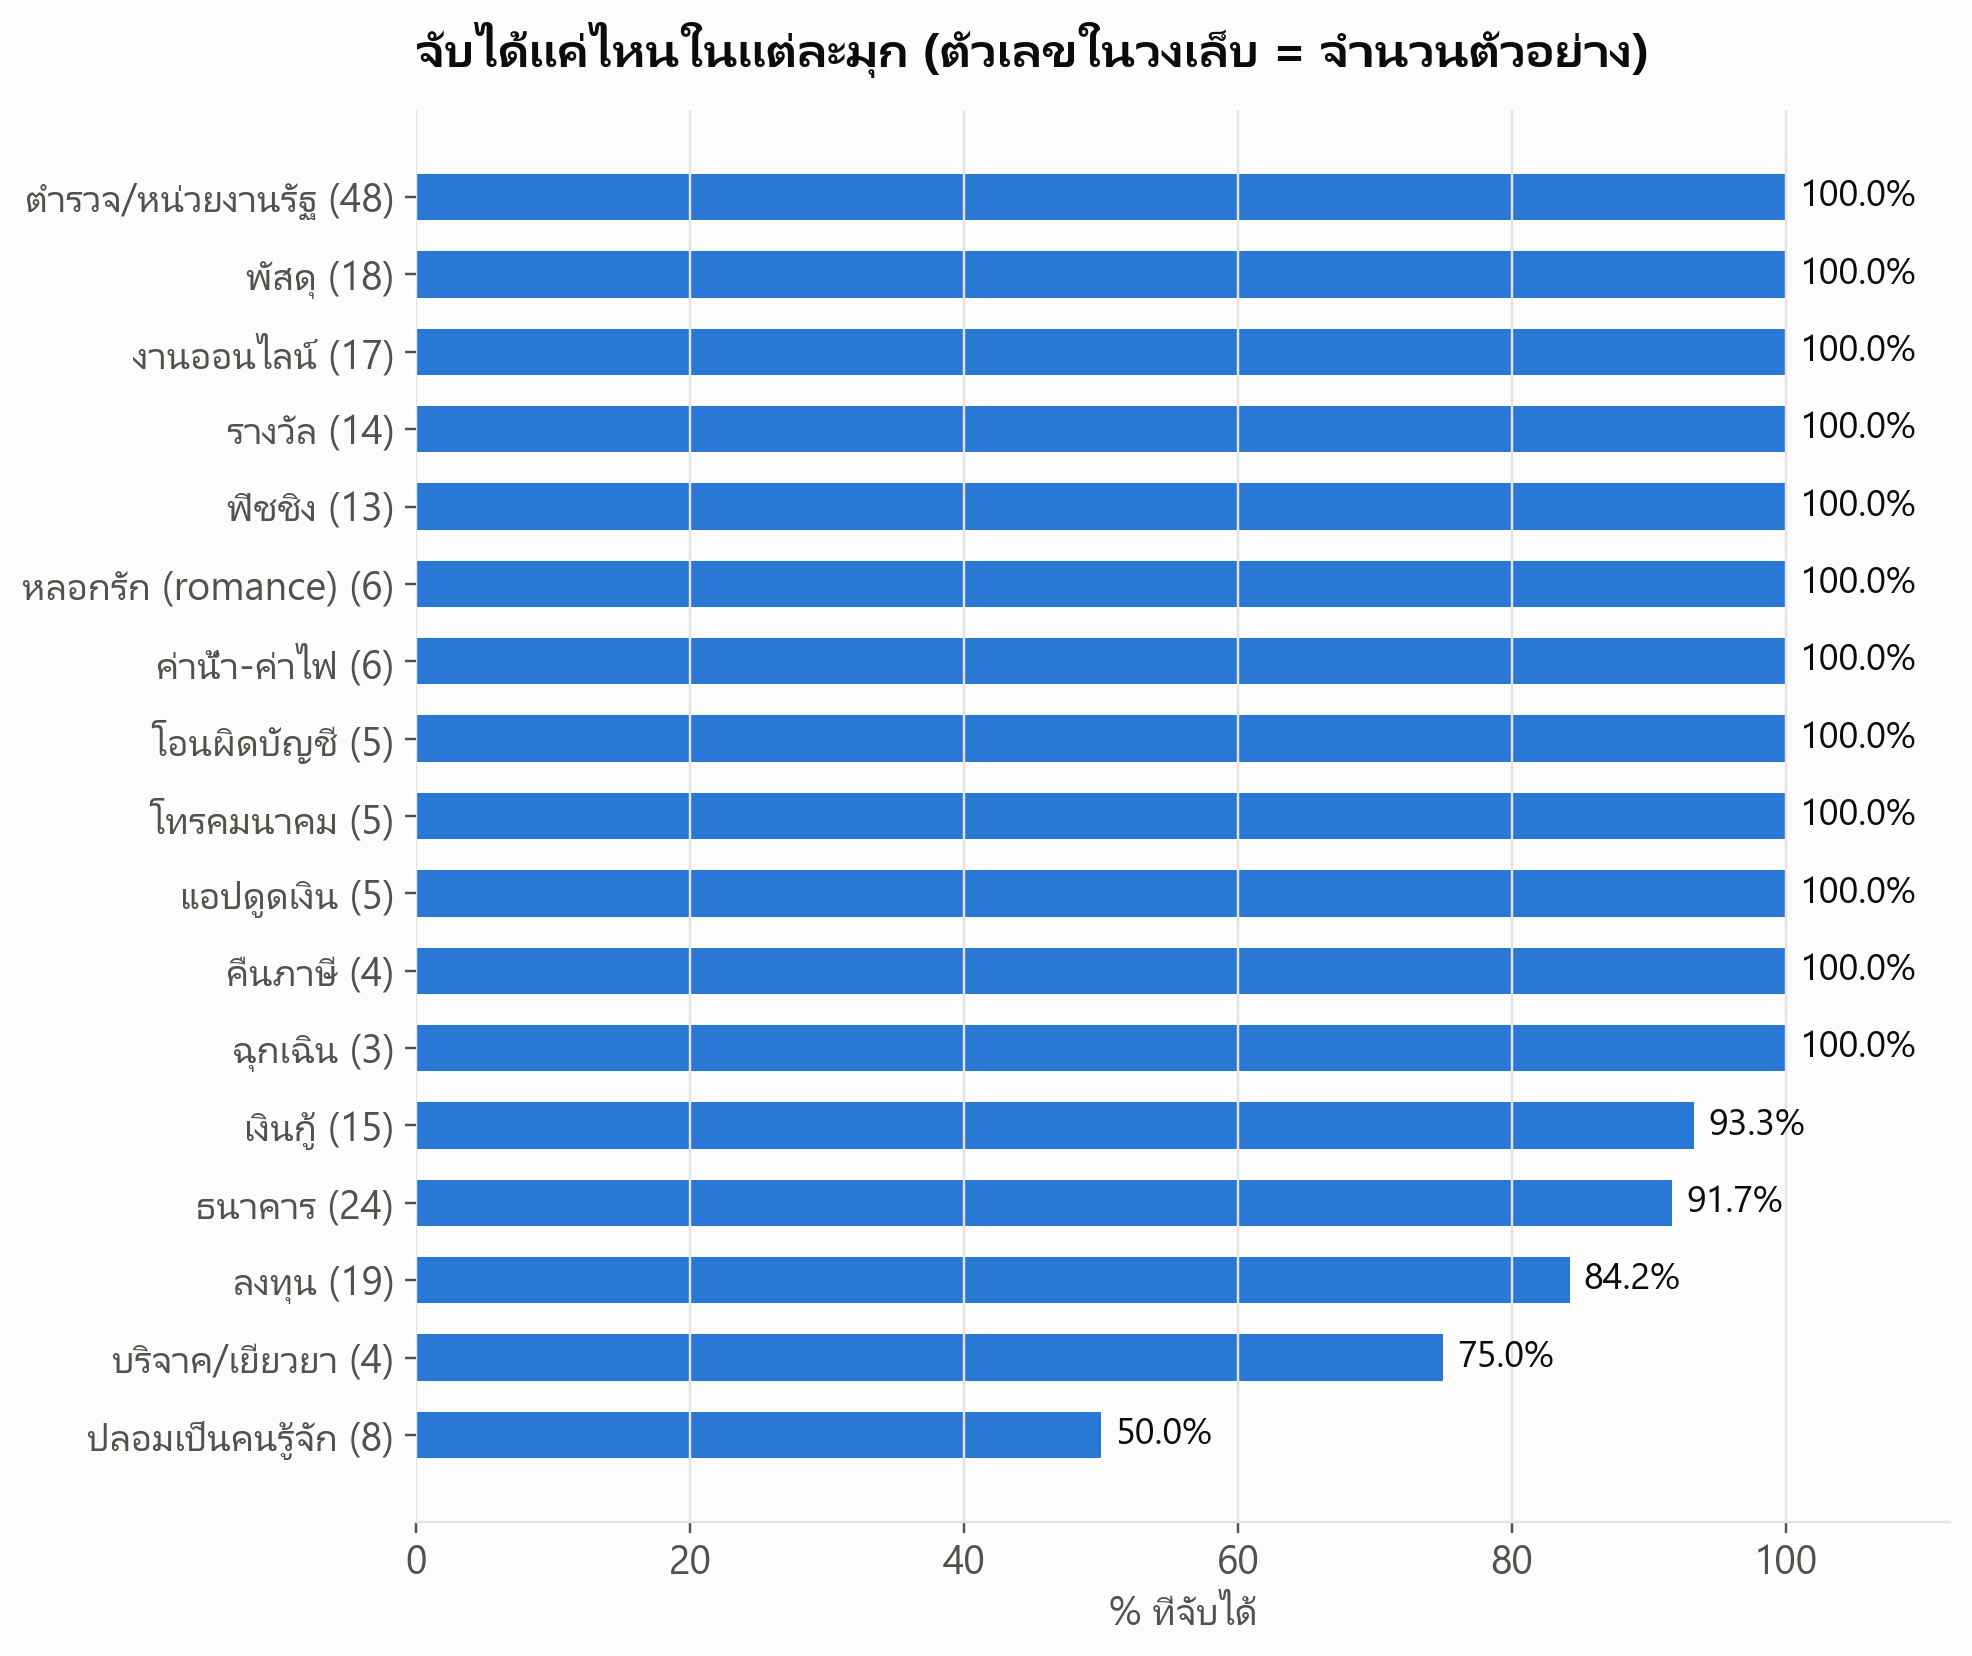 จับได้แค่ไหนในแต่ละมุก (ตัวเลขในวงเล็บ = จำนวนตัวอย่าง)
ตำรวจ/หน่วยงานรัฐ (48) 100.0%
พัสดุ (18) 100.0%
งานออนไลน์ (17) 100.0%
รางวัล (14) 100.0%
ฟิชชิง (13) 100.0%
หลอกรัก (romance) (6) 100.0%
ค่าน้ำ-ค่าไฟ (6) 100.0%
โอนผิดบัญชี (5) 100.0%
โทรคมนาคม (5) 100.0%
แอปดูดเงิน (5) 100.0%
คืนภาษี (4) 100.0%
ฉุกเฉิน (3) 100.0%
เงินกู้ (15) 93.3%
ธนาคาร (24) 91.7%
ลงทุน (19) 84.2%
บริจาค/เยียวยา (4) 75.0%
ปลอมเป็นคนรู้จัก (8) 50.0%
0 20 40 60 80 100
% ที่จับได้